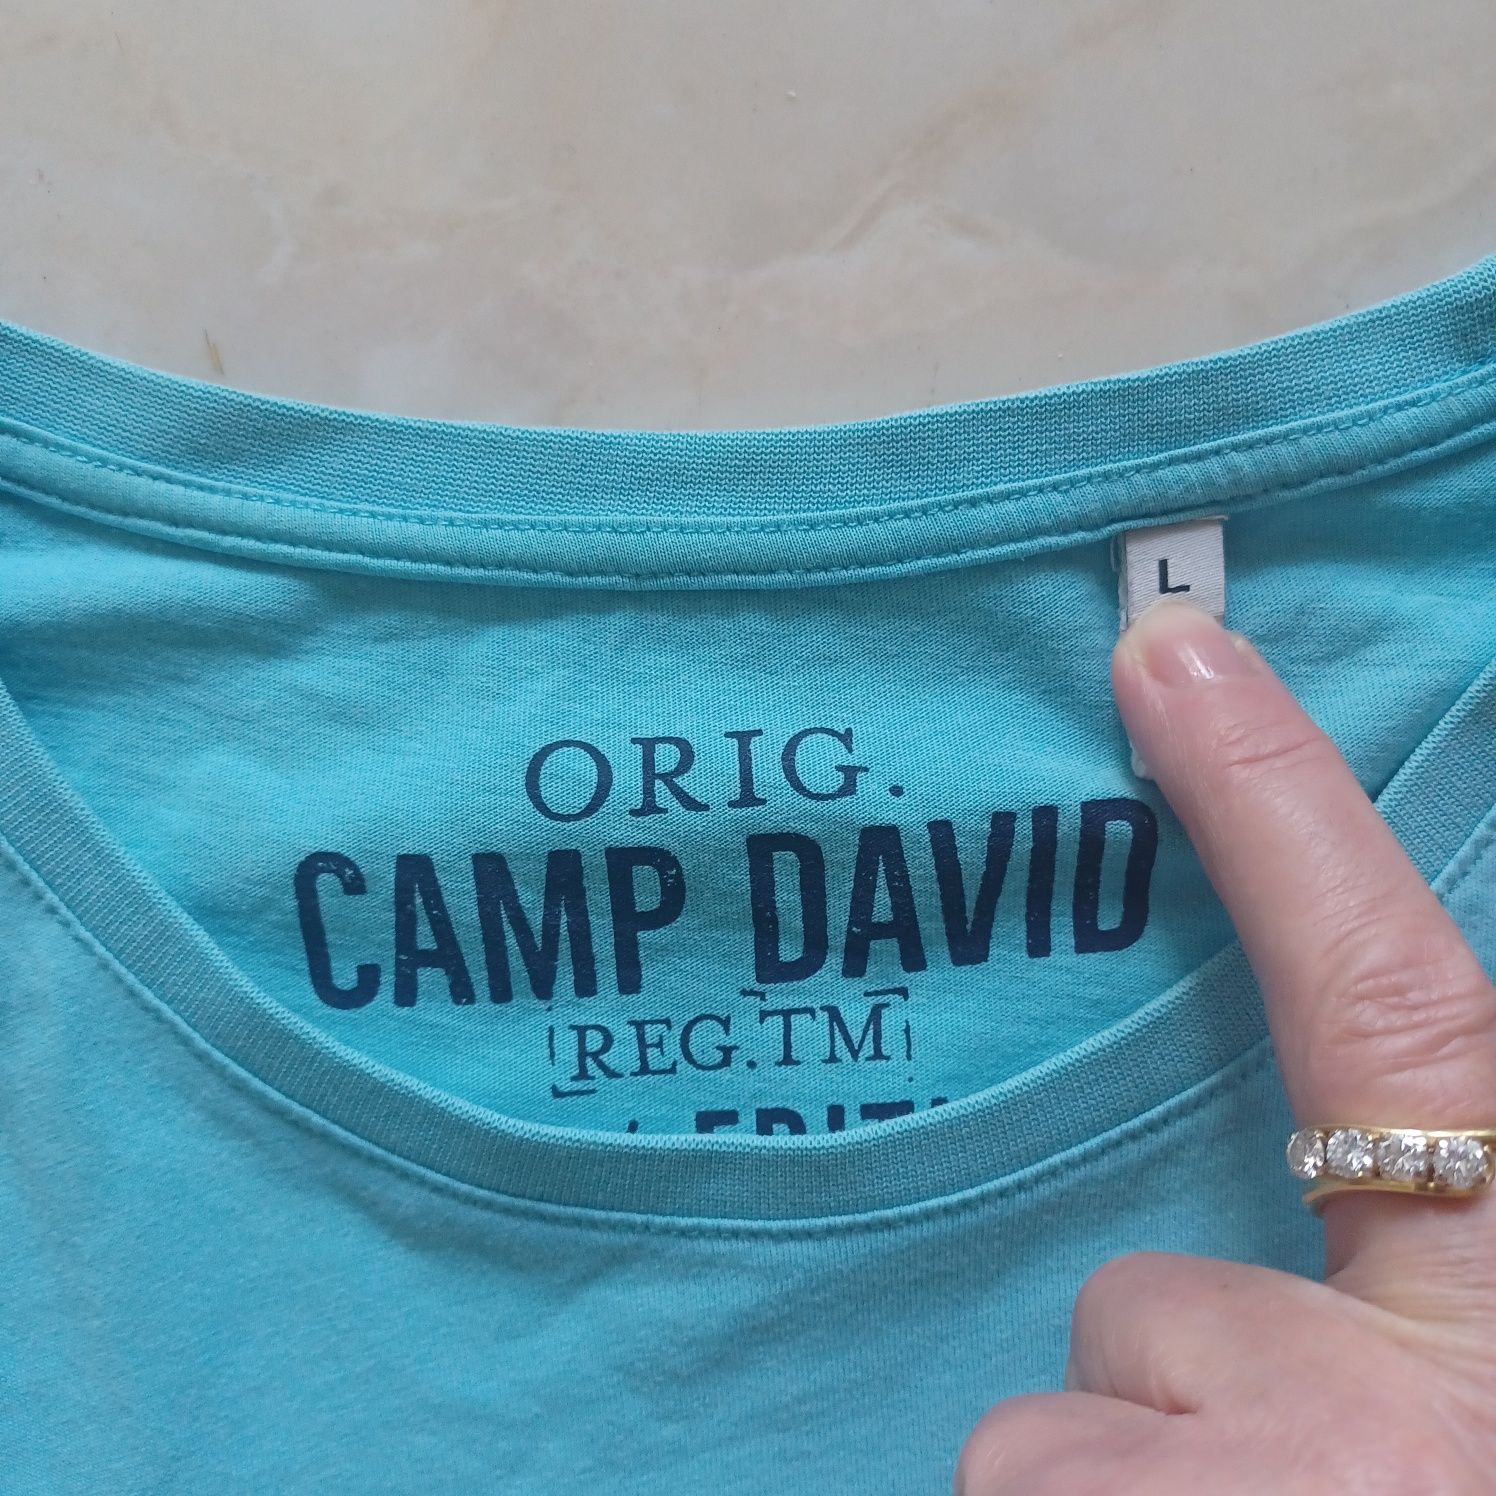 L
ORIG.
CAMP DAVID
REG.TM